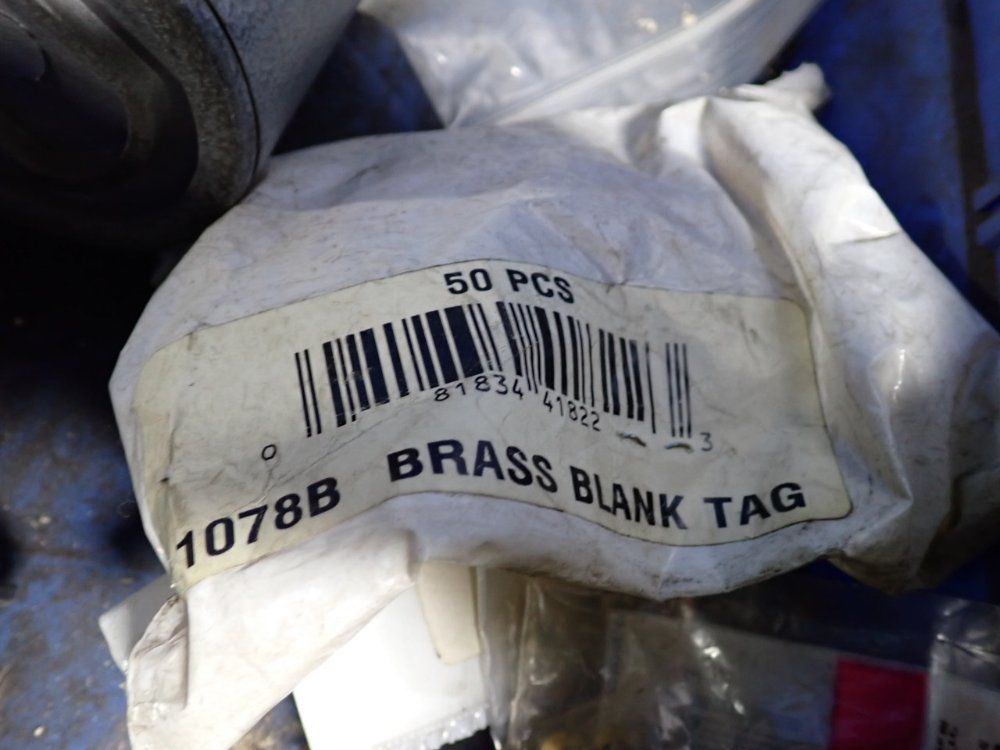 50 PCS
0 81834 41822 3
1078B BRASS BLANK TAG